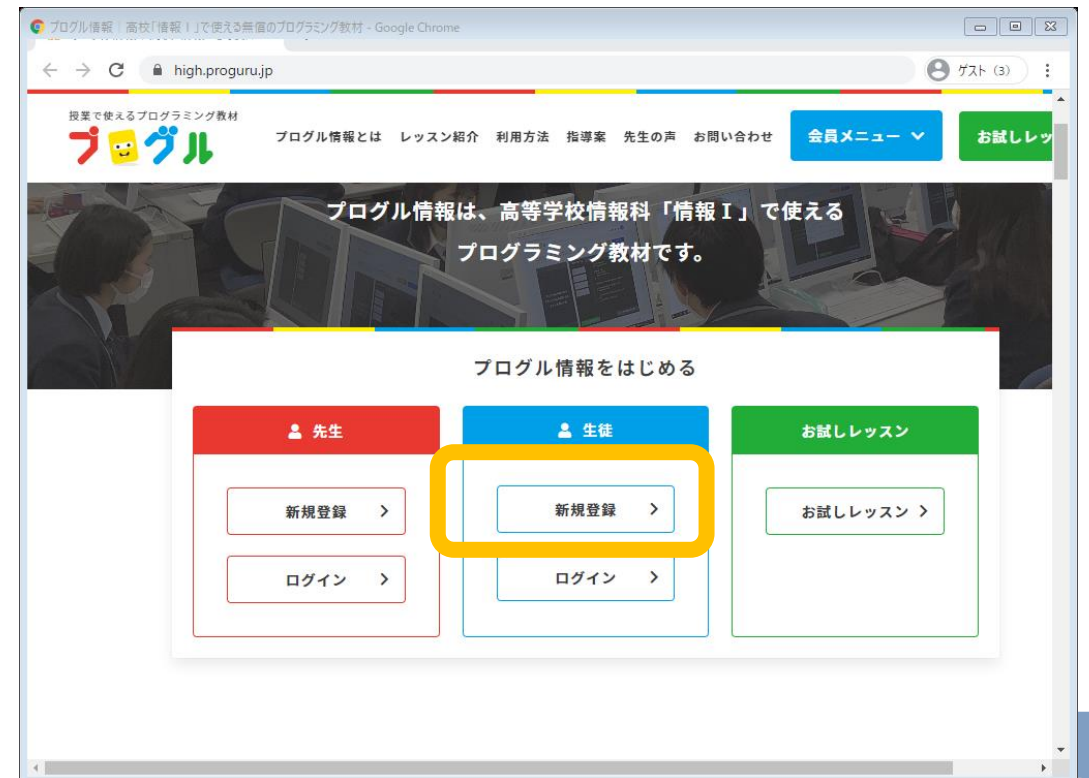 プログル情報｜高校「情報Ⅰ」で使える無償のプログラミング教材 - Google Chrome
high.proguru.jp
ゲスト (3)
授業で使えるプログラミング教材
プログル
プログル情報とは レッスン紹介 利用方法 指導案 先生の声 お問い合わせ 会員メニュー お試しレッ
プログル情報は、高等学校情報科「情報Ⅰ」で使える
プログラミング教材です。
プログル情報をはじめる
先生
新規登録
ログイン
生徒
新規登録
ログイン
お試しレッスン
お試しレッスン